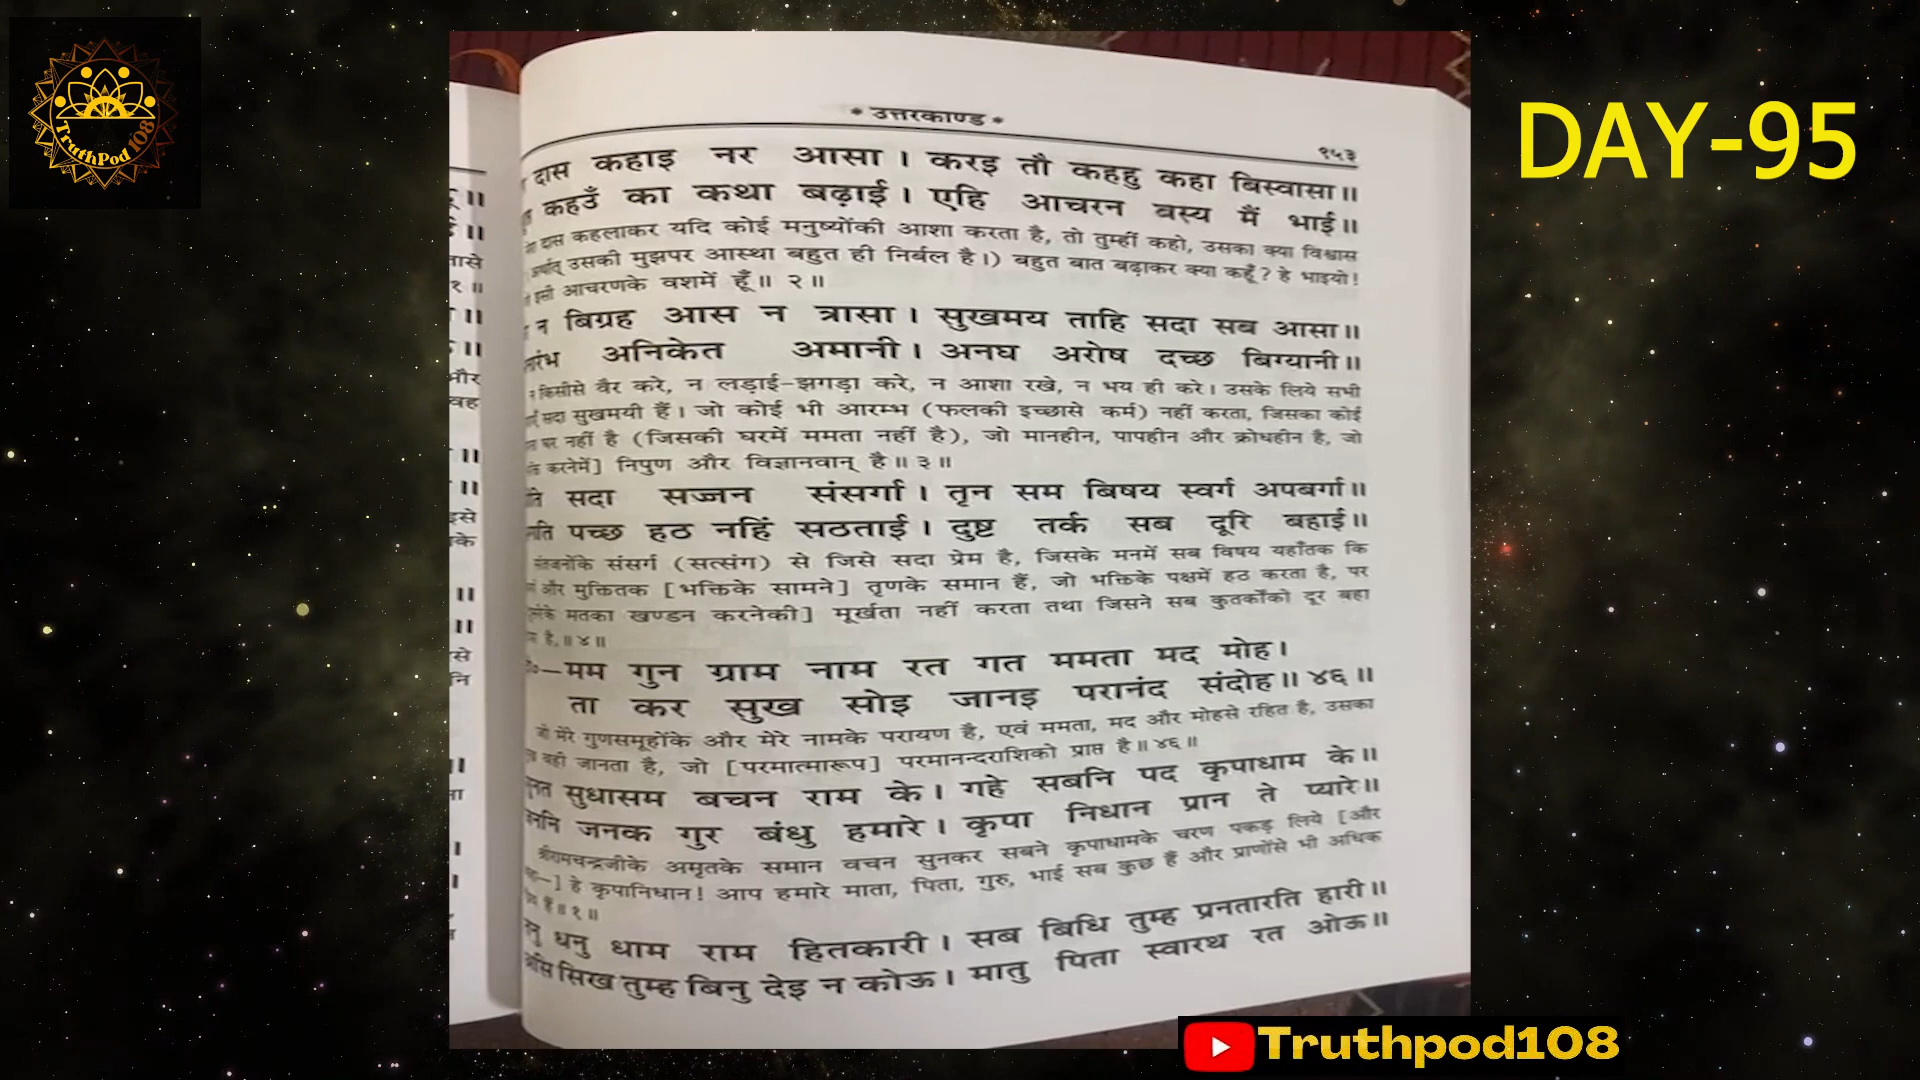 TruthPod 108
DAY-95
* उत्तरकाण्ड *
९५३
दास कहाइ नर आसा। करइ तौ कहहु कहा बिस्वासा॥
कहउँ का कथा बढ़ाई। एहि आचरन बस्य मैं भाई॥
दास कहलाकर यदि कोई मनुष्योंकी आशा करता है, तो तुम्हीं कहो, उसका क्या विश्वास
अर्थात् उसकी मुझपर आस्था बहुत ही निर्बल है।) बहुत बात बढ़ाकर क्या कहूँ? हे भाइयो!
इसी आचरणके वशमें हूँ॥ २॥
न बिग्रह आस न त्रासा। सुखमय ताहि सदा सब आसा॥
अनिकेत अमानी। अनघ अरोष दच्छ बिग्यानी॥
न किसीसे वैर करे, न लड़ाई-झगड़ा करे, न आशा रखे, न भय ही करे। उसके लिये सभी
सदा सुखमयी हैं। जो कोई भी आरम्भ (फलकी इच्छासे कर्म) नहीं करता, जिसका कोई
घर नहीं है (जिसकी घरमें ममता नहीं है), जो मानहीन, पापहीन और क्रोधहीन है, जो
करनेमें] निपुण और विज्ञानवान् है॥ ३॥
सदा सज्जन संसर्गा। तृन सम बिषय स्वर्ग अपबर्गा॥
पच्छ हठ नहिं सठताई। दुष्ट तर्क सब दूरि बहाई॥
संतजनोंके संसर्ग (सत्संग) से जिसे सदा प्रेम है, जिसके मनमें सब विषय यहाँतक कि
और मुक्तितक [भक्तिके सामने] तृणके समान हैं, जो भक्तिके पक्षमें हठ करता है, पर
मतका खण्डन करनेकी] मूर्खता नहीं करता तथा जिसने सब कुतर्कोंको दूर बहा
है,॥ ४॥
—मम गुन ग्राम नाम रत गत ममता मद मोह।
ता कर सुख सोइ जानइ परानंद संदोह॥ ४६॥
जो मेरे गुणसमूहोंके और मेरे नामके परायण है, एवं ममता, मद और मोहसे रहित है, उसका
वही जानता है, जो [परमात्मारूप] परमानन्दराशिको प्राप्त है॥ ४६॥
सुधासम बचन राम के। गहे सबनि पद कृपाधाम के॥
जनक गुर बंधु हमारे। कृपा निधान प्रान ते प्यारे॥
श्रीरामचन्द्रजीके अमृतके समान वचन सुनकर सबने कृपाधामके चरण पकड़ लिये [और
—] हे कृपानिधान! आप हमारे माता, पिता, गुरु, भाई सब कुछ हैं और प्राणोंसे भी अधिक
हैं॥ १॥
धनु धाम राम हितकारी। सब बिधि तुम्ह प्रनतारति हारी॥
सिख तुम्ह बिनु देइ न कोऊ। मातु पिता स्वारथ रत ओऊ॥
Truthpod108